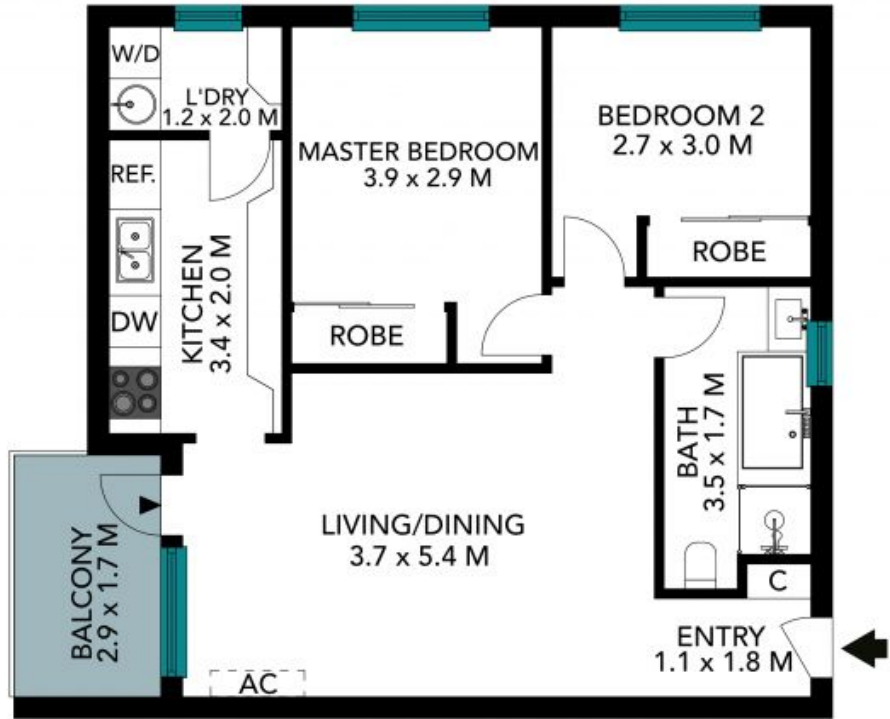 W/D
L'DRY
1.2 x 2.0 M
REF.
DW
KITCHEN
3.4 x 2.0 M
MASTER BEDROOM
3.9 x 2.9 M
ROBE
BEDROOM 2
2.7 x 3.0 M
ROBE
BATH
3.5 x 1.7 M
LIVING/DINING
3.7 x 5.4 M
BALCONY
2.9 x 1.7 M
C
ENTRY
1.1 x 1.8 M
AC